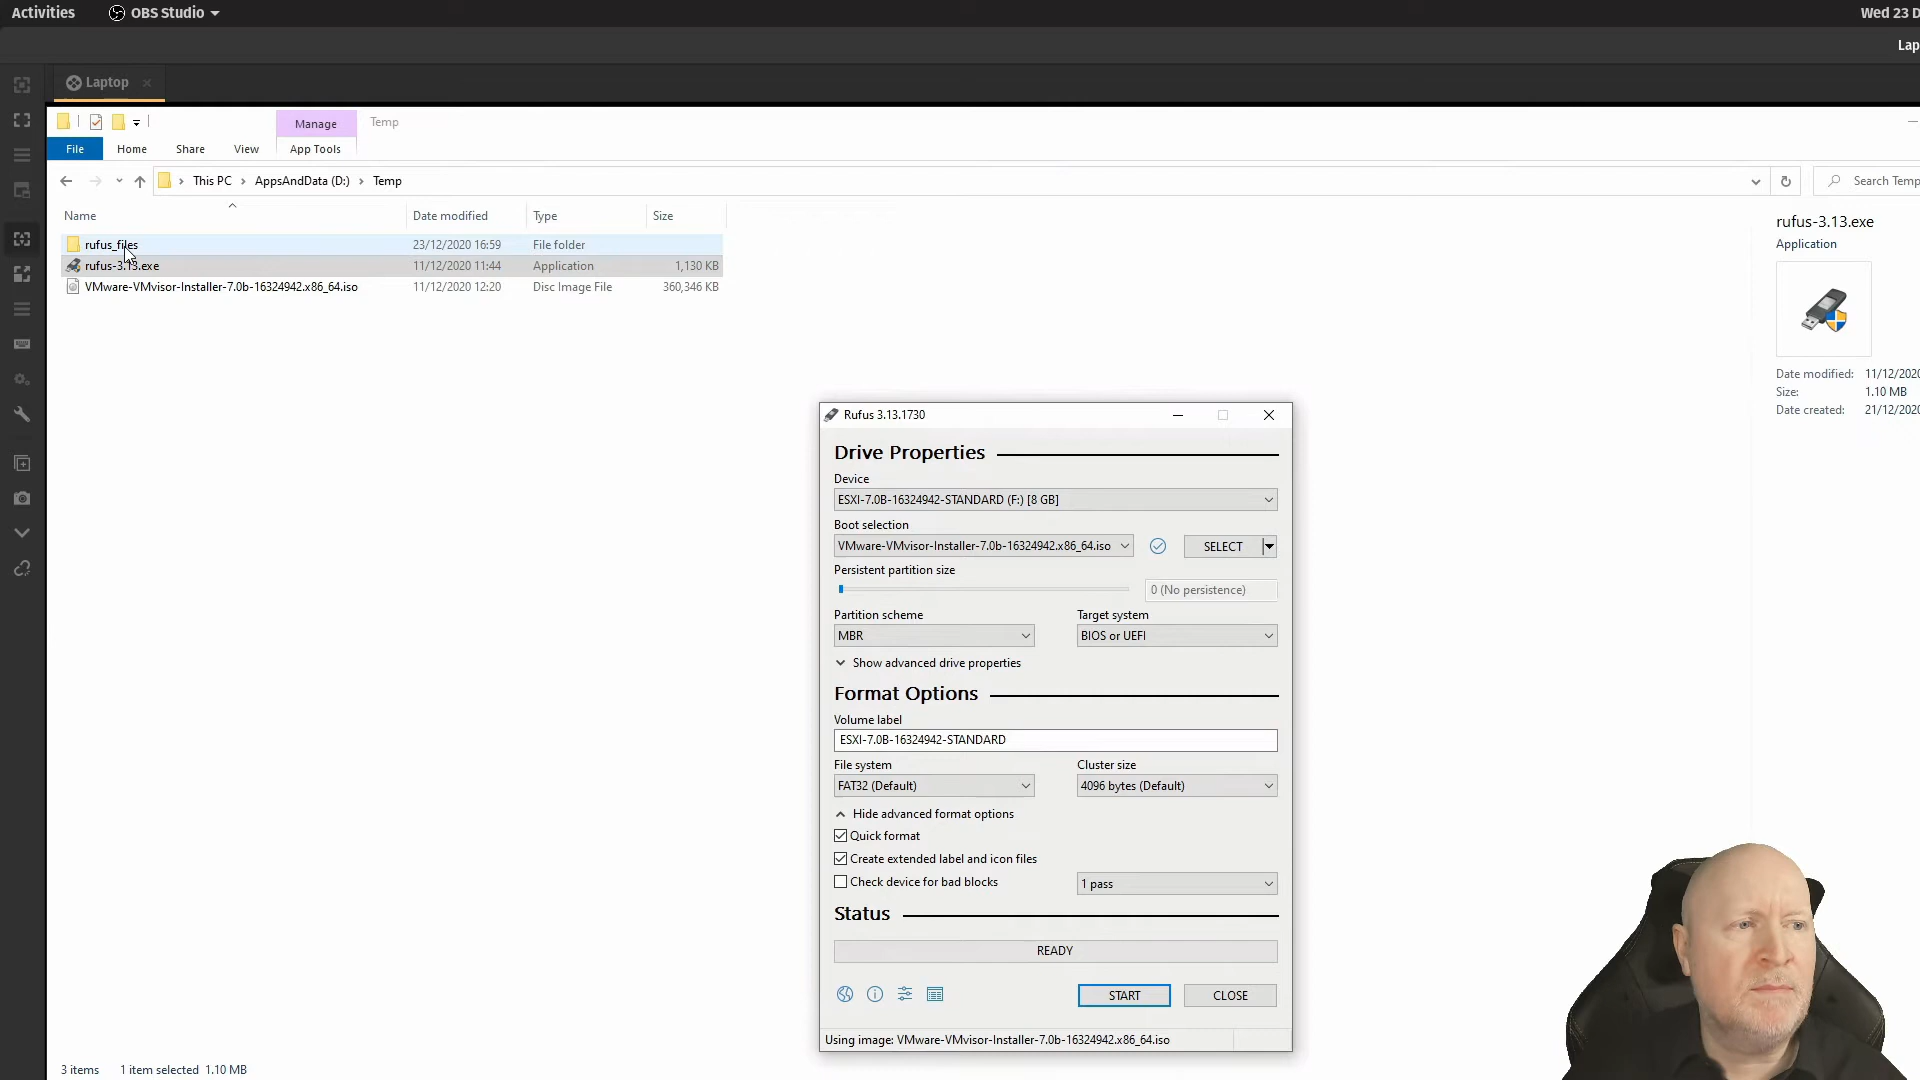 Activities OBS Studio Wed 23 D
Lap
Laptop
Manage Temp
File Home Share View App Tools
This PC AppsAndData (D:) Temp Search Temp
Name Date modified Type Size
rufus_files 23/12/2020 16:59 File folder
rufus-3.13.exe 11/12/2020 11:44 Application 1,130 KB
VMware-VMvisor-Installer-7.0b-16324942.x86_64.iso 11/12/2020 12:20 Disc Image File 360,346 KB
rufus-3.13.exe
Application
Date modified: 11/12/2020
Size: 1.10 MB
Date created: 21/12/2020
Rufus 3.13.1730
Drive Properties
Device
ESXI-7.0B-16324942-STANDARD (F:) [8 GB]
Boot selection
VMware-VMvisor-Installer-7.0b-16324942.x86_64.iso SELECT
Persistent partition size
0 (No persistence)
Partition scheme Target system
MBR BIOS or UEFI
Show advanced drive properties
Format Options
Volume label
ESXI-7.0B-16324942-STANDARD
File system Cluster size
FAT32 (Default) 4096 bytes (Default)
Hide advanced format options
Quick format
Create extended label and icon files
Check device for bad blocks 1 pass
Status
READY
START CLOSE
Using image: VMware-VMvisor-Installer-7.0b-16324942.x86_64.iso
3 items 1 item selected 1.10 MB